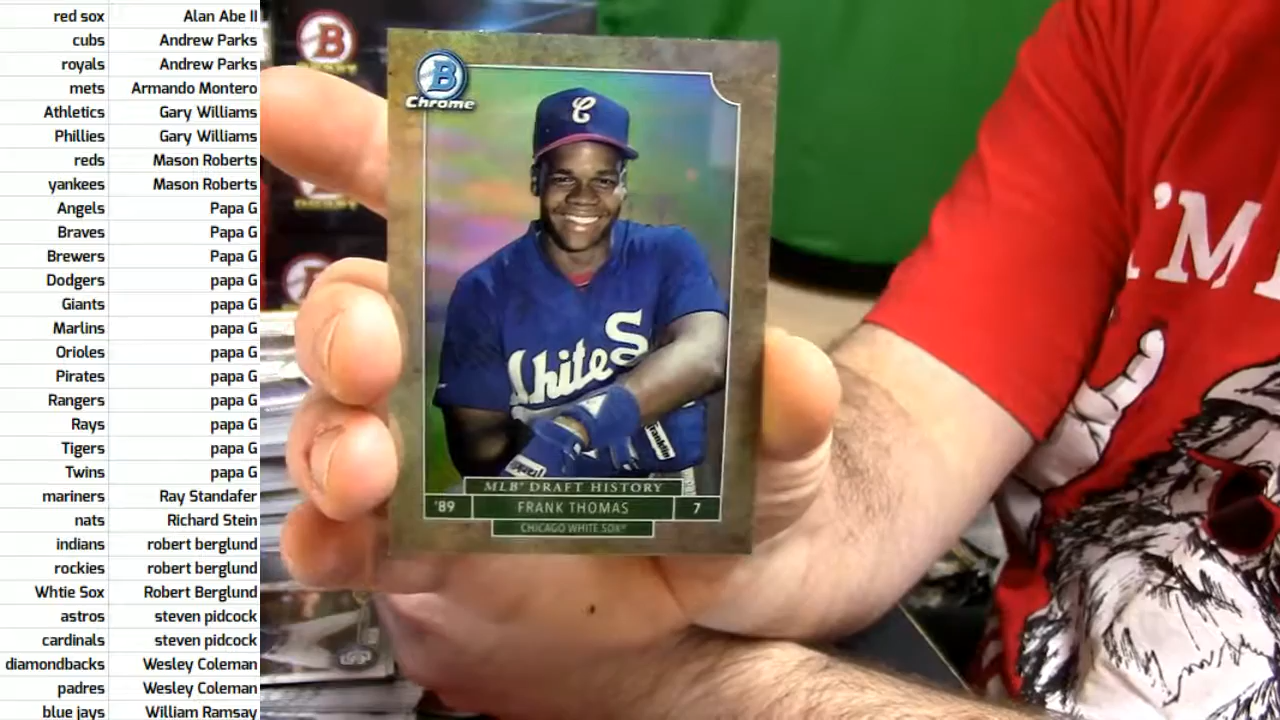 red sox Alan Abe II
cubs Andrew Parks
royals Andrew Parks
mets Armando Montero
Athletics Gary Williams
Phillies Gary Williams
reds Mason Roberts
yankees Mason Roberts
Angels Papa G
Braves Papa G
Brewers Papa G
Dodgers papa G
Giants papa G
Marlins papa G
Orioles papa G
Pirates papa G
Rangers papa G
Rays papa G
Tigers papa G
Twins papa G
mariners Ray Standafer
nats Richard Stein
indians robert berglund
rockies robert berglund
Whtie Sox Robert Berglund
astros steven pidcock
cardinals steven pidcock
diamondbacks Wesley Coleman
padres Wesley Coleman
blue jays William Ramsay
B
B
Chrome
C
White S
Franklin
MLB® DRAFT HISTORY
'89 FRANK THOMAS 7
CHICAGO WHITE SOX®
I'M